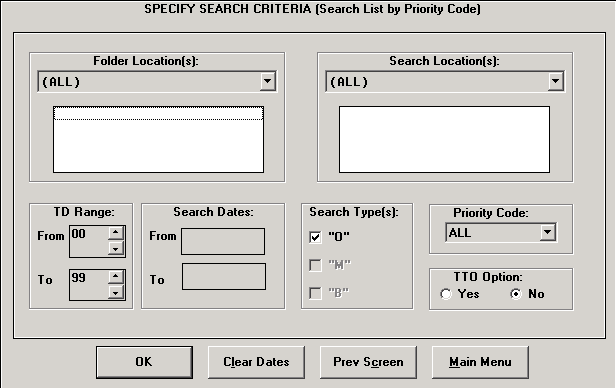 SPECIFY SEARCH CRITERIA (Search List by Priority Code)
Folder Location(s):
(ALL)
Search Location(s):
(ALL)
TD Range:
From 00
To 99
Search Dates:
From
To
Search Type(s):
"O"
"M"
"B"
Priority Code:
ALL
TTO Option:
Yes No
OK Clear Dates Prev Screen Main Menu